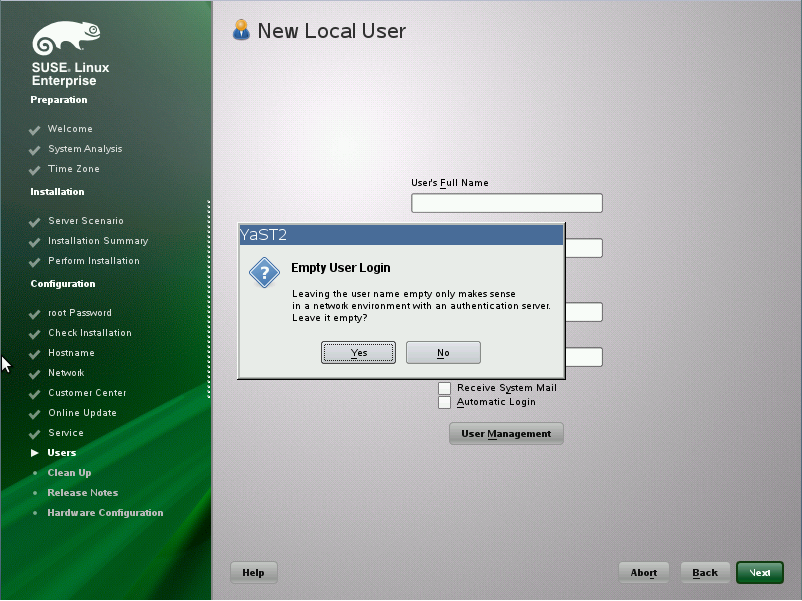 SUSE. Linux
Enterprise
Preparation
Welcome
System Analysis
Time Zone
Installation
Server Scenario
Installation Summary
Perform Installation
Configuration
root Password
Check Installation
Hostname
Network
Customer Center
Online Update
Service
Users
Clean Up
Release Notes
Hardware Configuration
New Local User
User's Full Name
YaST2
Empty User Login
Leaving the user name empty only makes sense
in a network environment with an authentication server.
Leave it empty?
Yes No
Receive System Mail
Automatic Login
User Management
Help Abort Back Next